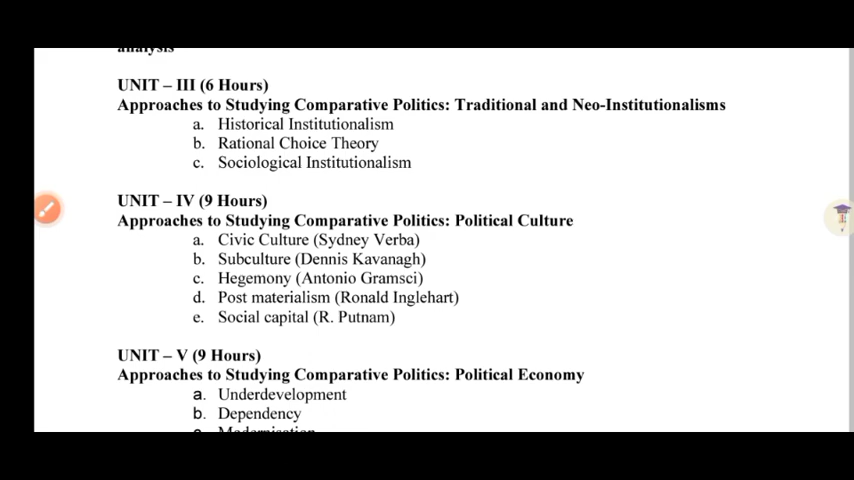 analysis
UNIT – III (6 Hours)
Approaches to Studying Comparative Politics: Traditional and Neo-Institutionalisms
a. Historical Institutionalism
b. Rational Choice Theory
c. Sociological Institutionalism
UNIT – IV (9 Hours)
Approaches to Studying Comparative Politics: Political Culture
a. Civic Culture (Sydney Verba)
b. Subculture (Dennis Kavanagh)
c. Hegemony (Antonio Gramsci)
d. Post materialism (Ronald Inglehart)
e. Social capital (R. Putnam)
UNIT – V (9 Hours)
Approaches to Studying Comparative Politics: Political Economy
a. Underdevelopment
b. Dependency
c. Modernisation